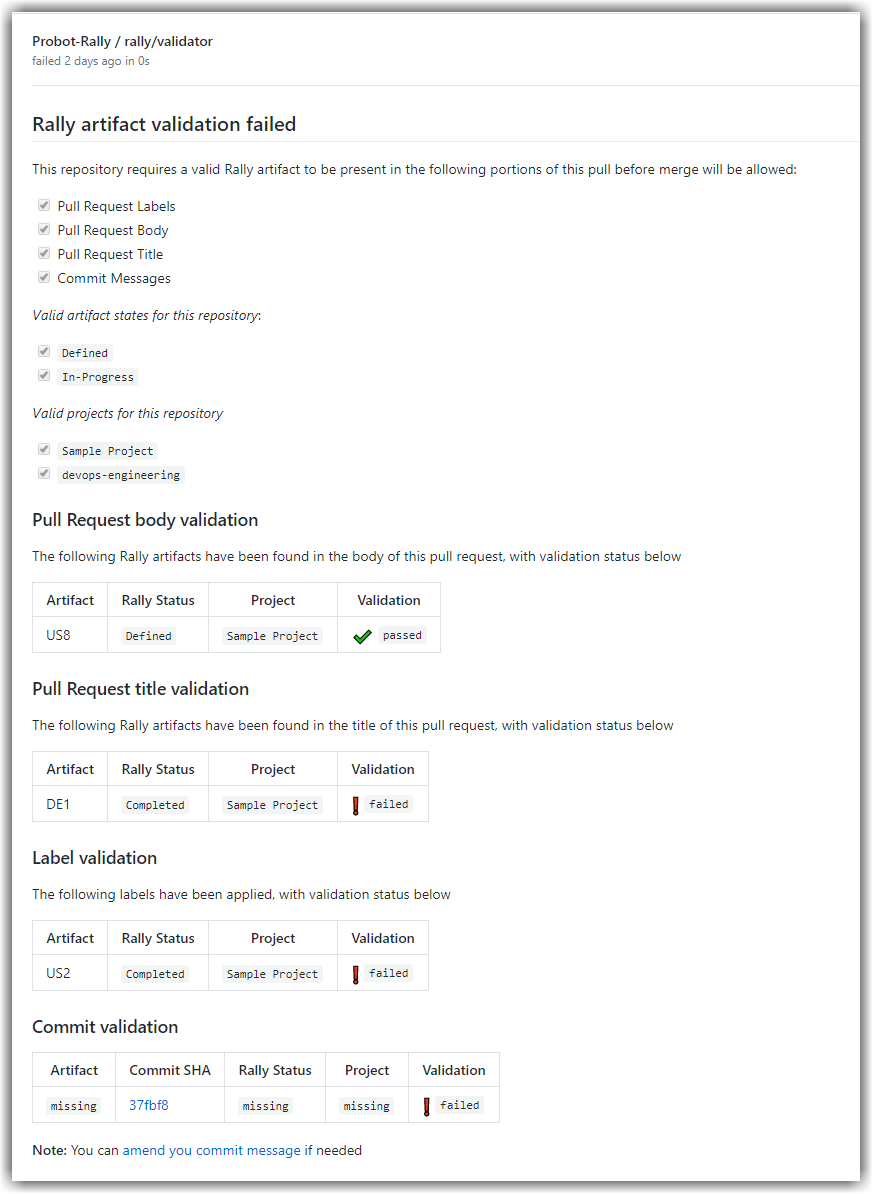 Probot-Rally / rally/validator
failed 2 days ago in 0s
Rally artifact validation failed
This repository requires a valid Rally artifact to be present in the following portions of this pull before merge will be allowed:
Pull Request Labels
Pull Request Body
Pull Request Title
Commit Messages
Valid artifact states for this repository:
Defined
In-Progress
Valid projects for this repository
Sample Project
devops-engineering
Pull Request body validation
The following Rally artifacts have been found in the body of this pull request, with validation status below
Artifact Rally Status Project Validation
US8 Defined Sample Project passed
Pull Request title validation
The following Rally artifacts have been found in the title of this pull request, with validation status below
Artifact Rally Status Project Validation
DE1 Completed Sample Project failed
Label validation
The following labels have been applied, with validation status below
Artifact Rally Status Project Validation
US2 Completed Sample Project failed
Commit validation
Artifact Commit SHA Rally Status Project Validation
missing 37fbf8 missing missing failed
Note: You can amend you commit message if needed